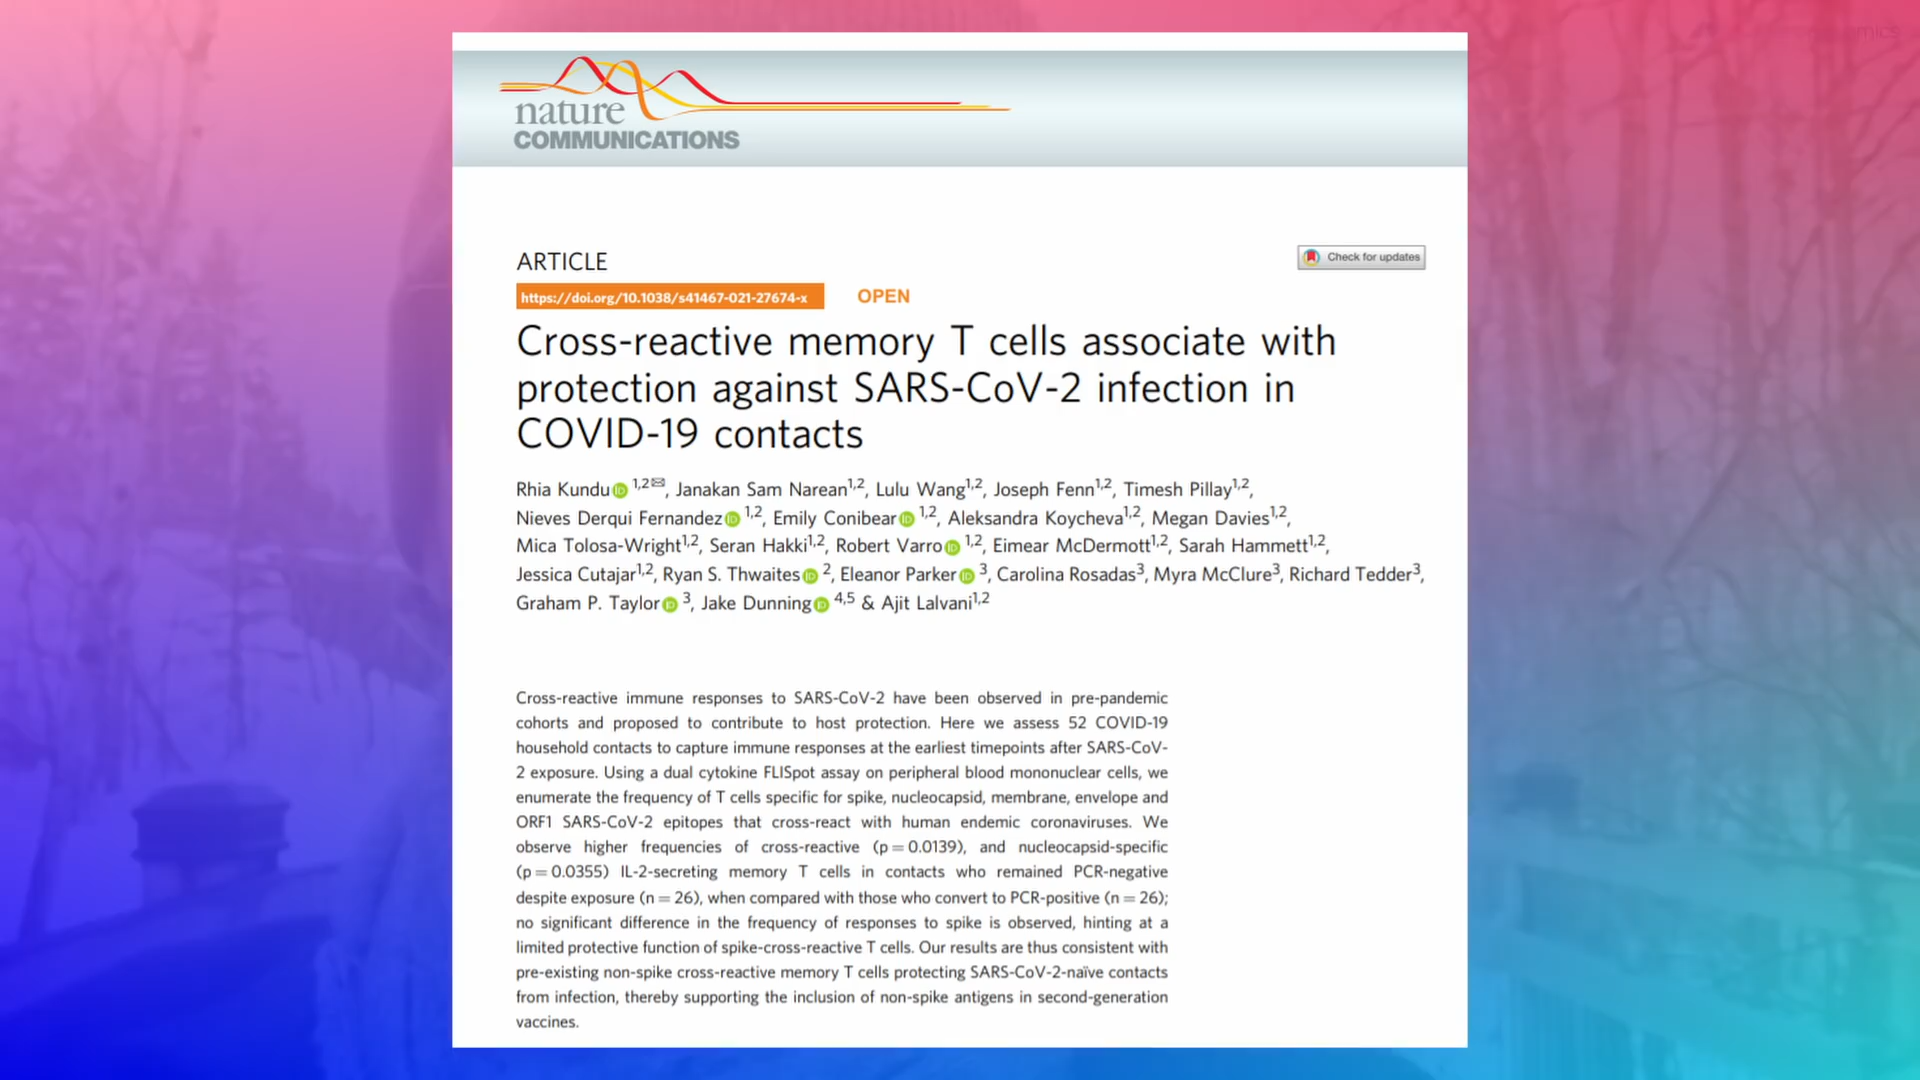 mics
nature
COMMUNICATIONS
ARTICLE
Check for updates
https://doi.org/10.1038/s41467-021-27674-x OPEN
Cross-reactive memory T cells associate with
protection against SARS-CoV-2 infection in
COVID-19 contacts
Rhia Kundu 1,2✉, Janakan Sam Narean1,2, Lulu Wang1,2, Joseph Fenn1,2, Timesh Pillay1,2,
Nieves Derqui Fernandez 1,2, Emily Conibear 1,2, Aleksandra Koycheva1,2, Megan Davies1,2,
Mica Tolosa-Wright1,2, Seran Hakki1,2, Robert Varro 1,2, Eimear McDermott1,2, Sarah Hammett1,2,
Jessica Cutajar1,2, Ryan S. Thwaites 2, Eleanor Parker 3, Carolina Rosadas3, Myra McClure3, Richard Tedder3,
Graham P. Taylor 3, Jake Dunning 4,5 & Ajit Lalvani1,2
Cross-reactive immune responses to SARS-CoV-2 have been observed in pre-pandemic
cohorts and proposed to contribute to host protection. Here we assess 52 COVID-19
household contacts to capture immune responses at the earliest timepoints after SARS-CoV-
2 exposure. Using a dual cytokine FLISpot assay on peripheral blood mononuclear cells, we
enumerate the frequency of T cells specific for spike, nucleocapsid, membrane, envelope and
ORF1 SARS-CoV-2 epitopes that cross-react with human endemic coronaviruses. We
observe higher frequencies of cross-reactive (p = 0.0139), and nucleocapsid-specific
(p = 0.0355) IL-2-secreting memory T cells in contacts who remained PCR-negative
despite exposure (n = 26), when compared with those who convert to PCR-positive (n = 26);
no significant difference in the frequency of responses to spike is observed, hinting at a
limited protective function of spike-cross-reactive T cells. Our results are thus consistent with
pre-existing non-spike cross-reactive memory T cells protecting SARS-CoV-2-naïve contacts
from infection, thereby supporting the inclusion of non-spike antigens in second-generation
vaccines.